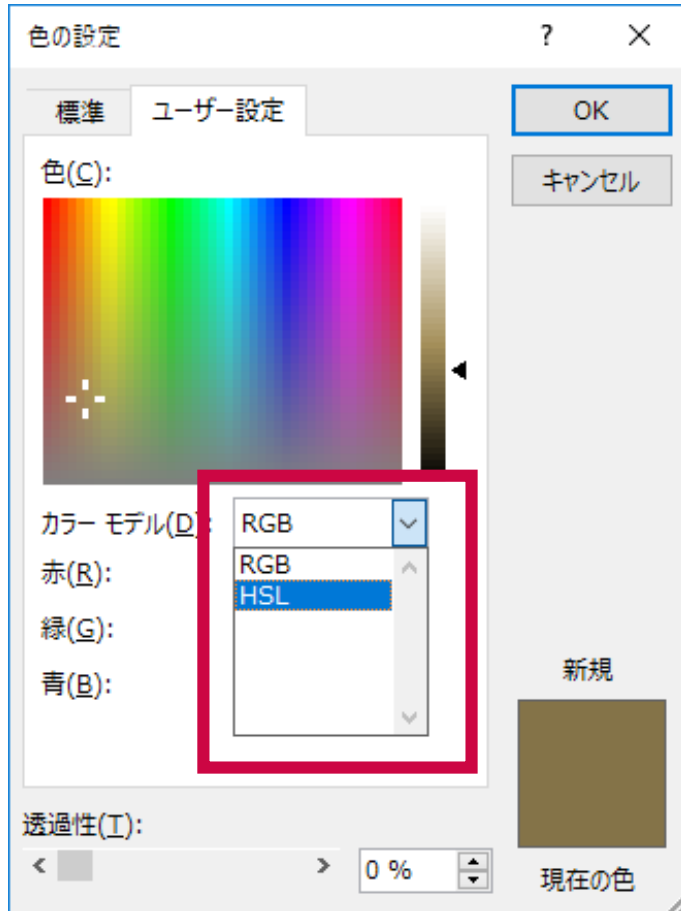 色の設定 ?
標準 ユーザー設定 OK
色(C): キャンセル
カラー モデル(D): RGB
赤(R): RGB
HSL
緑(G):
青(B):
新規
透過性(T):
0 %
現在の色